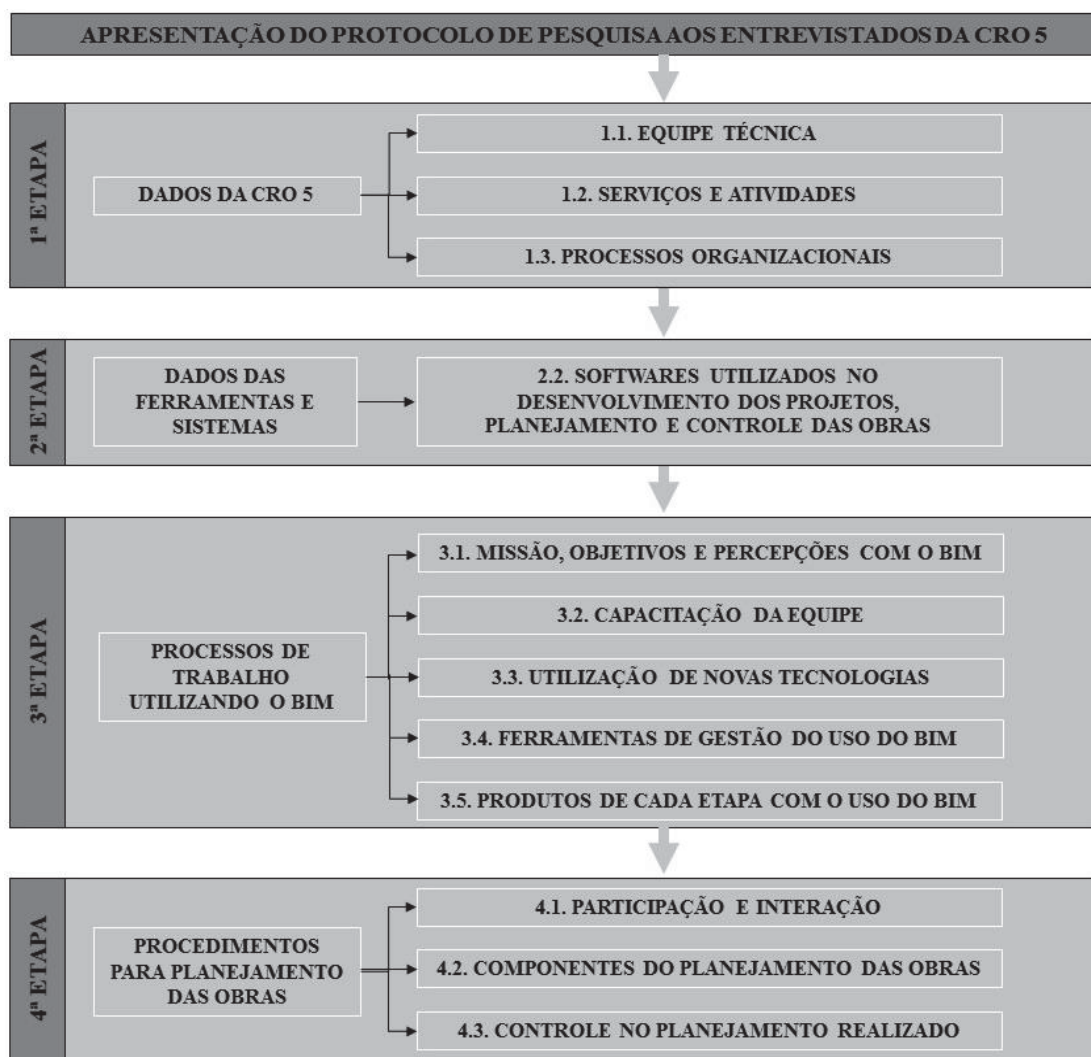 APRESENTAÇÃO DO PROTOCOLO DE PESQUISA AOS ENTREVISTADOS DA CRO 5
1ª ETAPA
DADOS DA CRO 5
1.1. EQUIPE TÉCNICA
1.2. SERVIÇOS E ATIVIDADES
1.3. PROCESSOS ORGANIZACIONAIS
2ª ETAPA
DADOS DAS
FERRAMENTAS E
SISTEMAS
2.2. SOFTWARES UTILIZADOS NO
DESENVOLVIMENTO DOS PROJETOS,
PLANEJAMENTO E CONTROLE DAS OBRAS
3ª ETAPA
PROCESSOS DE
TRABALHO
UTILIZANDO O BIM
3.1. MISSÃO, OBJETIVOS E PERCEPÇÕES COM O BIM
3.2. CAPACITAÇÃO DA EQUIPE
3.3. UTILIZAÇÃO DE NOVAS TECNOLOGIAS
3.4. FERRAMENTAS DE GESTÃO DO USO DO BIM
3.5. PRODUTOS DE CADA ETAPA COM O USO DO BIM
4ª ETAPA
PROCEDIMENTOS
PARA PLANEJAMENTO
DAS OBRAS
4.1. PARTICIPAÇÃO E INTERAÇÃO
4.2. COMPONENTES DO PLANEJAMENTO DAS OBRAS
4.3. CONTROLE NO PLANEJAMENTO REALIZADO